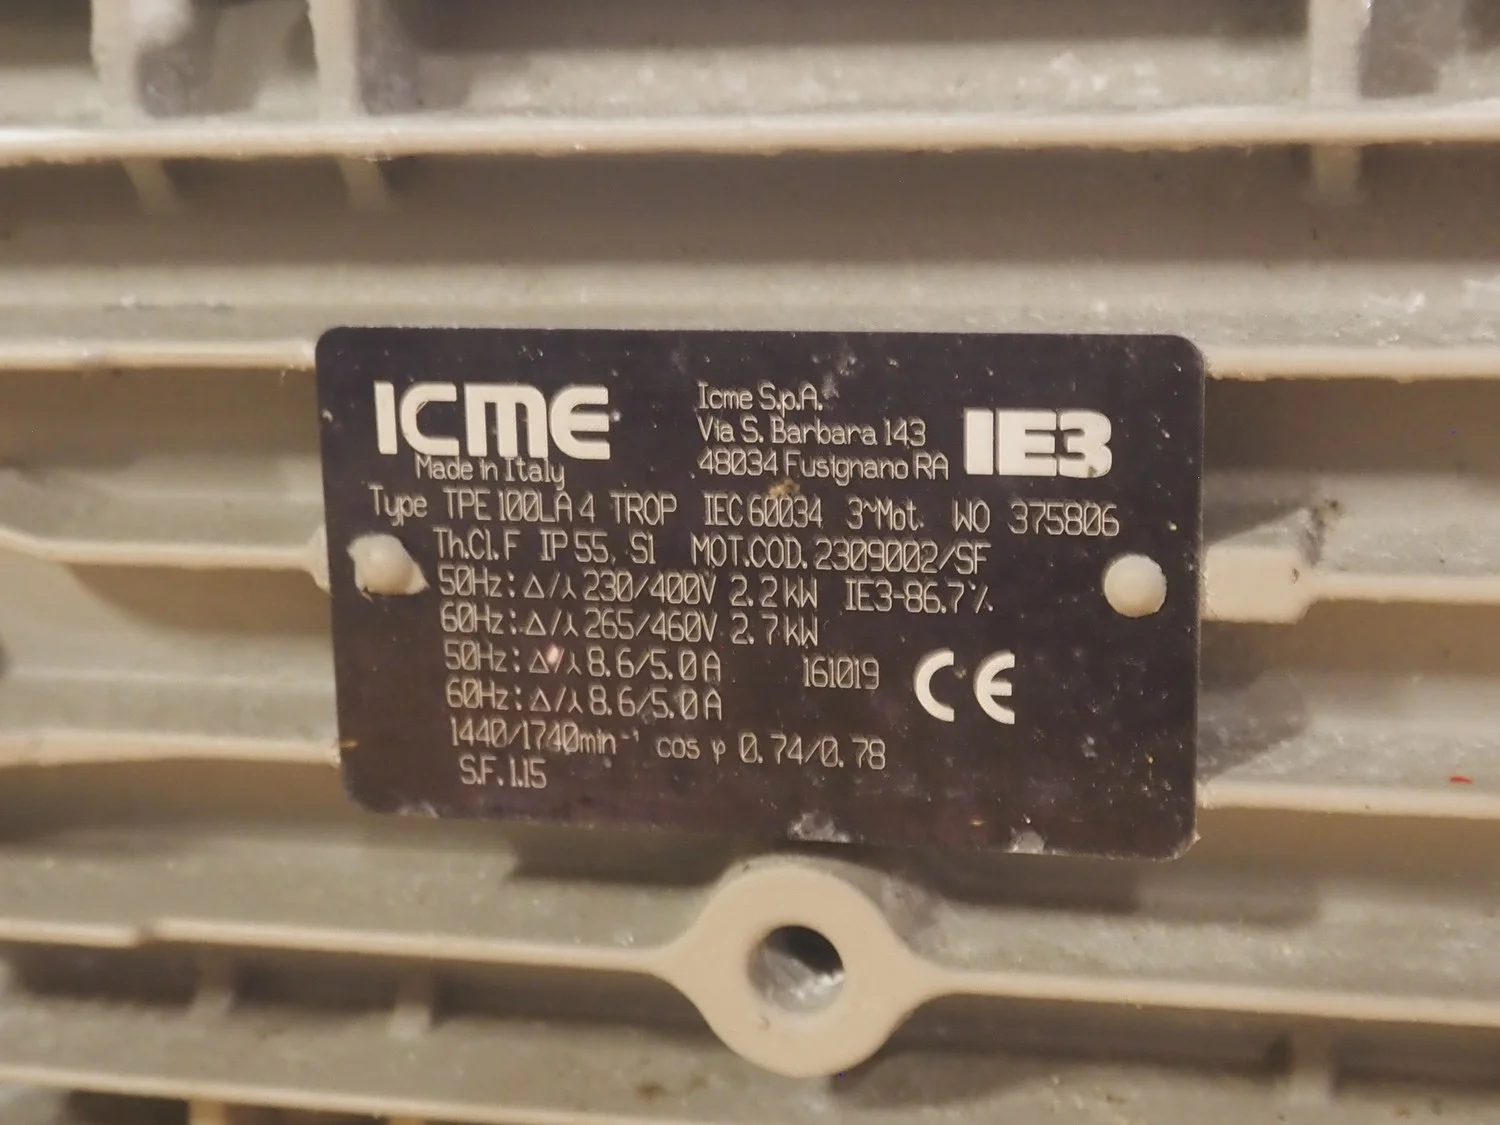 ICME
Made in Italy
Icme S.p.A.
Via S. Barbara 143
48034 Fusignano RA
IE3
Type TPE 100LA 4 TROP IEC 60034 3~Mot. WO 375806
Th.Cl. F IP 55, S1 MOT.COD. 2309002/SF
50Hz: Δ/⅄ 230/400V 2.2 kW IE3-86.7%
60Hz: Δ/⅄ 265/460V 2.7 kW
50Hz: Δ/⅄ 8.6/5.0 A 161019 CE
60Hz: Δ/⅄ 8.6/5.0 A
1440/1740min⁻¹ cos φ 0.74/0.78
S.F. 1.15